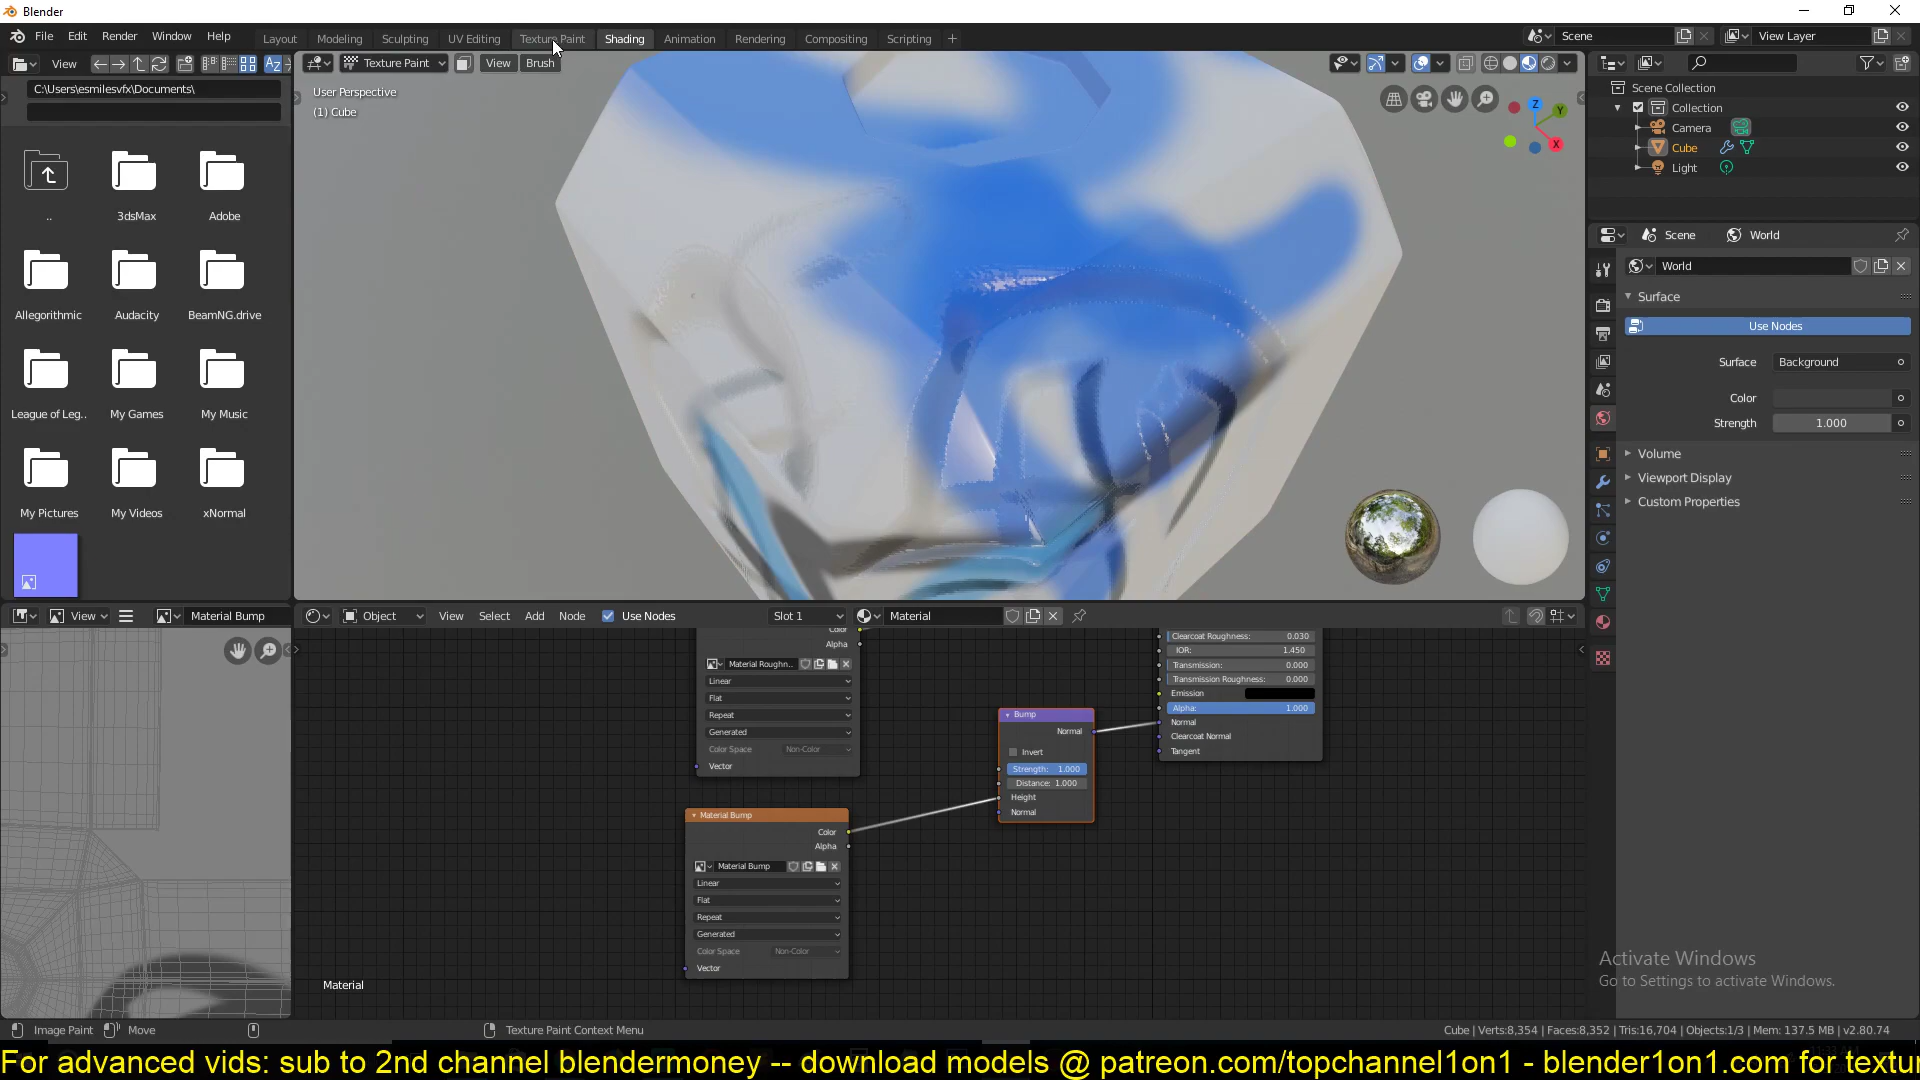 Blender
File Edit Render Window Help Layout Modeling Sculpting UV Editing Texture Paint Shading Animation Rendering Compositing Scripting Scene View Layer
View Texture Paint View Brush
C:\Users\esmilesvfx\Documents\
User Perspective
(1) Cube
Scene Collection
Collection
Camera
Cube
Light
.. 3dsMax Adobe
Allegorithmic Audacity BeamNG.drive
League of Leg.. My Games My Music
My Pictures My Videos xNormal
Z Y X
Scene World
World
Surface
Use Nodes
Surface Background
Color
Strength 1.000
Volume
Viewport Display
Custom Properties
View Material Bump
Object View Select Add Node Use Nodes Slot 1 Material
Color
Alpha
Material Roughn..
Linear
Flat
Repeat
Generated
Color Space Non-Color
Vector
Clearcoat Roughness: 0.030
IOR: 1.450
Transmission: 0.000
Transmission Roughness: 0.000
Emission
Alpha: 1.000
Normal
Clearcoat Normal
Tangent
Bump
Normal
Invert
Strength: 1.000
Distance: 1.000
Height
Normal
Material Bump
Color
Alpha
Material Bump
Linear
Flat
Repeat
Generated
Color Space Non-Color
Vector
Material
Activate Windows
Go to Settings to activate Windows.
Image Paint Move Texture Paint Context Menu Cube | Verts:8,354 | Faces:8,352 | Tris:16,704 | Objects:1/3 | Mem: 137.5 MB | v2.80.74
For advanced vids: sub to 2nd channel blendermoney -- download models @ patreon.com/topchannel1on1 - blender1on1.com for textur